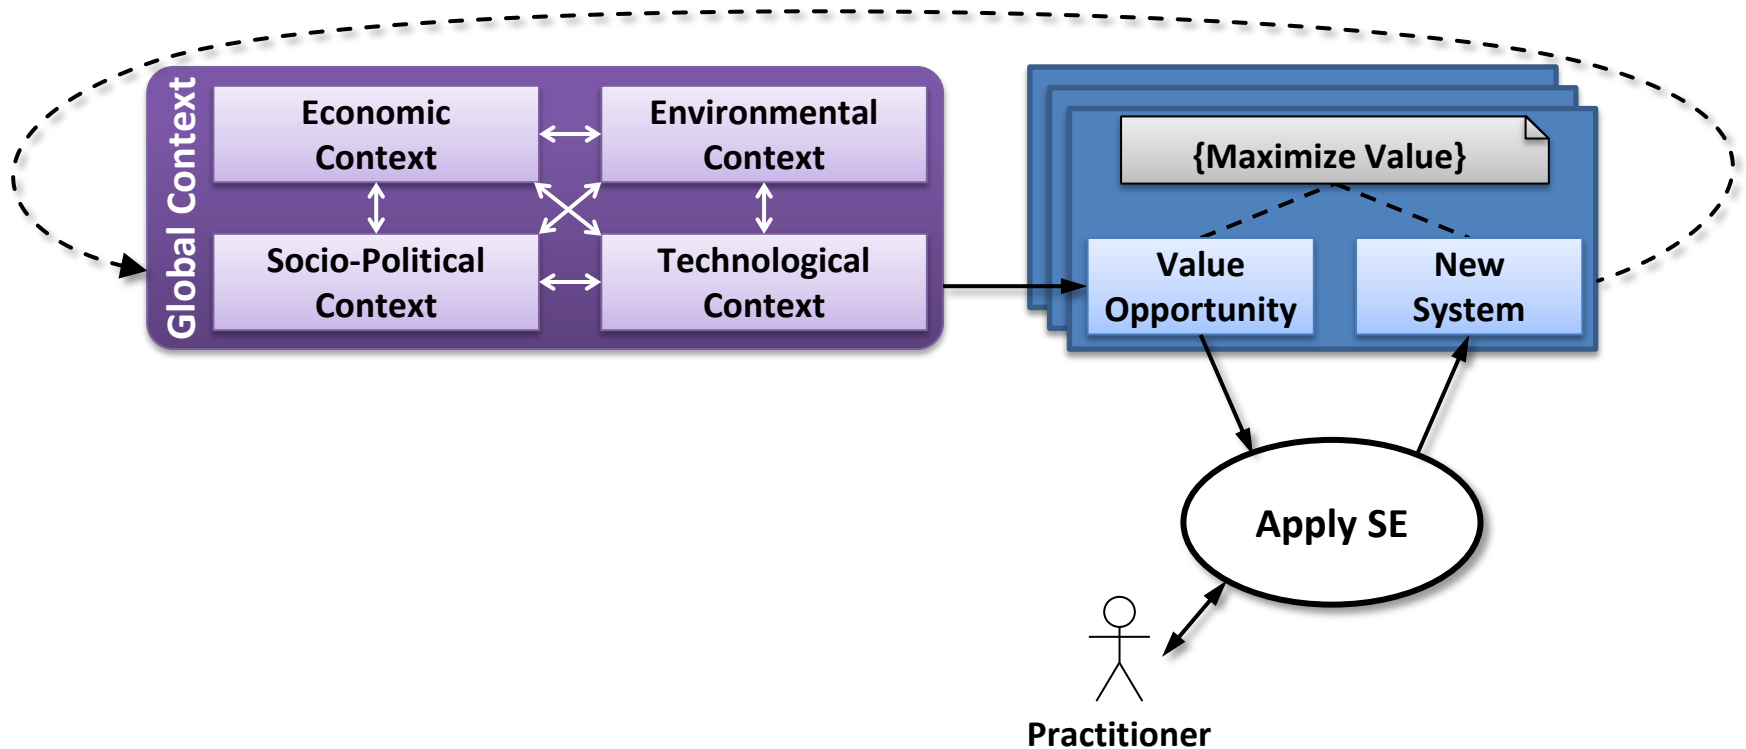 Global Context
Economic
Context
Environmental
Context
Socio-Political
Context
Technological
Context
{Maximize Value}
Value
Opportunity
New
System
Apply SE
Practitioner